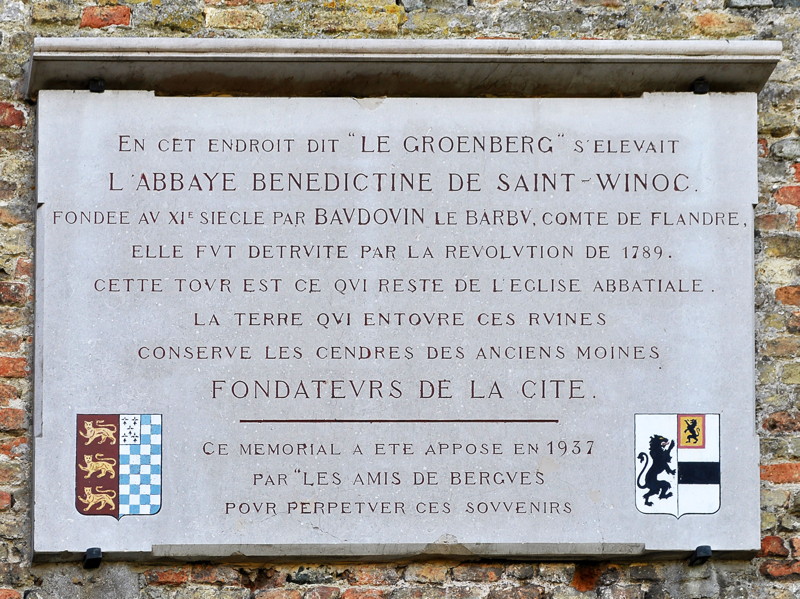 EN CET ENDROIT DIT "LE GROENBERG" S'ELEVAIT
L'ABBAYE BENEDICTINE DE SAINT-WINOC.
FONDEE AV XIE SIECLE PAR BAVDOVIN LE BARBV, COMTE DE FLANDRE,
ELLE FVT DETRVITE PAR LA REVOLVTION DE 1789.
CETTE TOVR EST CE QVI RESTE DE L'EGLISE ABBATIALE.
LA TERRE QVI ENTOVRE CES RVINES
CONSERVE LES CENDRES DES ANCIENS MOINES
FONDATEVRS DE LA CITE.
CE MEMORIAL A ETE APPOSE EN 1937
PAR "LES AMIS DE BERGVES
POVR PERPETVER CES SOVVENIRS